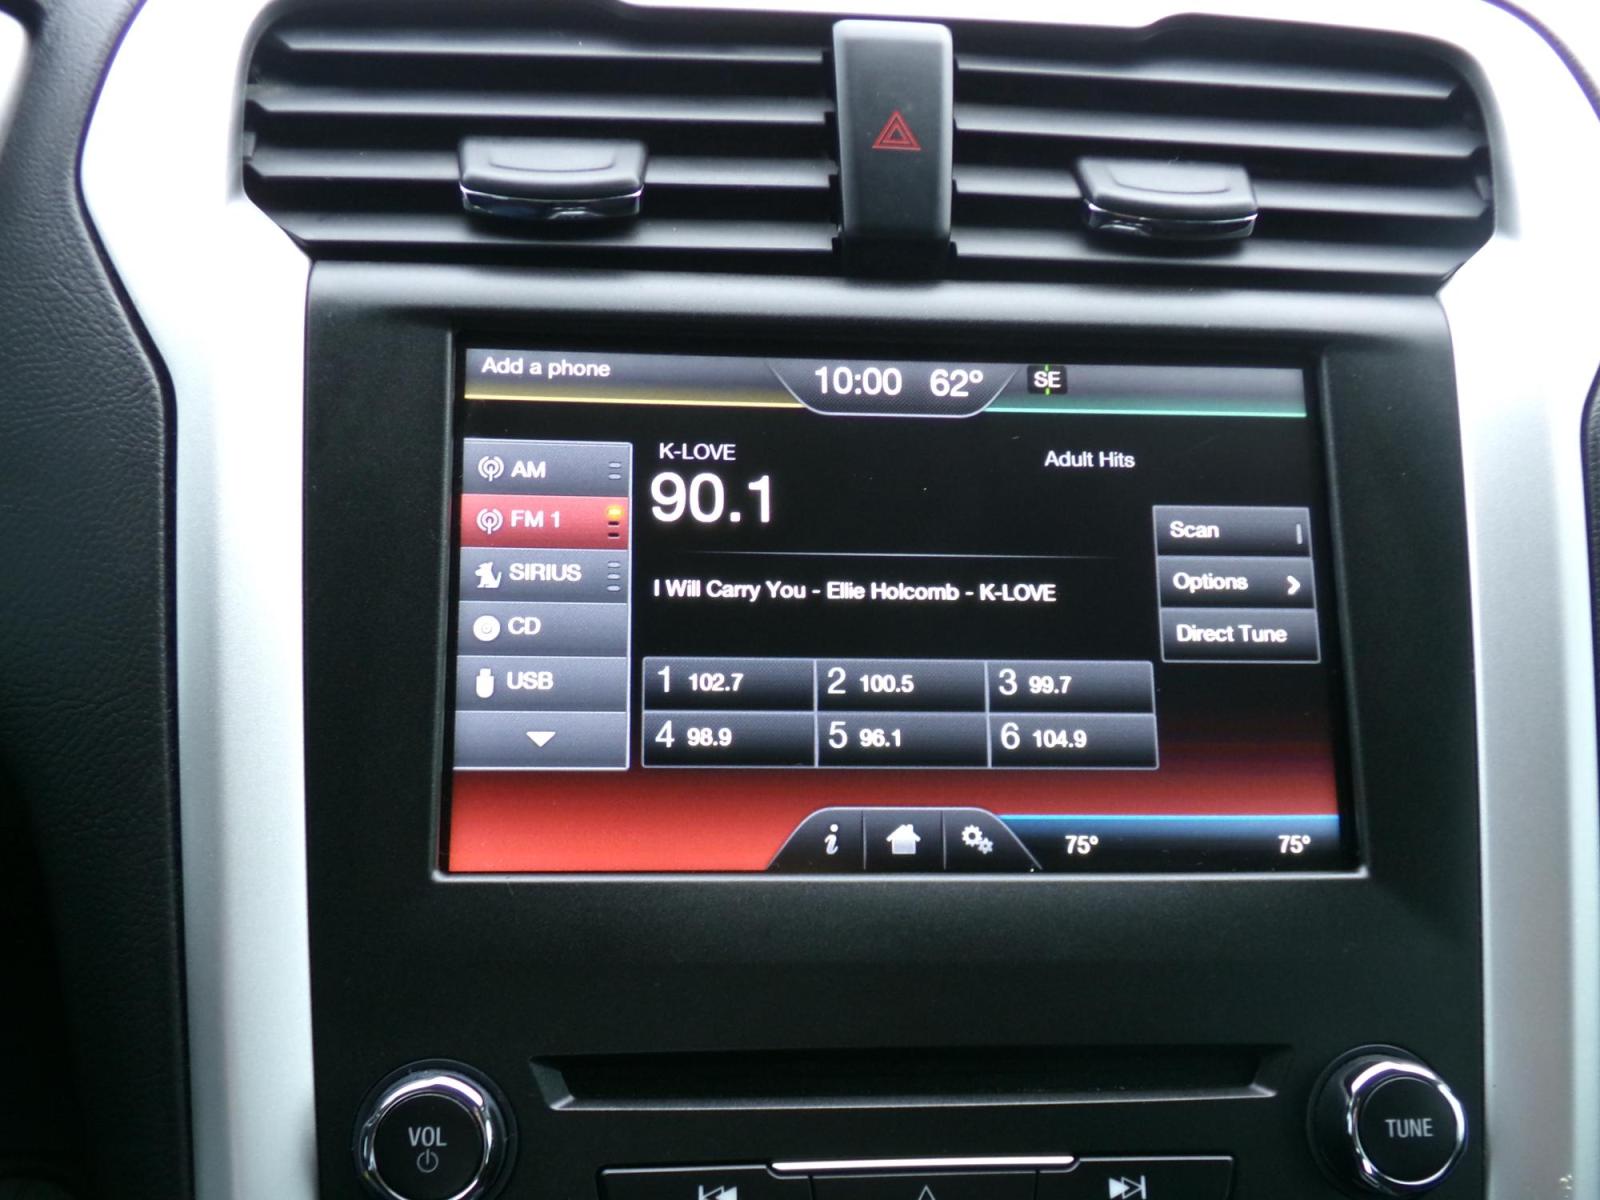 Add a phone
10:00 62° SE
AM
FM 1
SIRIUS
CD
USB
K-LOVE
90.1
Adult Hits
I Will Carry You - Ellie Holcomb - K-LOVE
Scan
Options
Direct Tune
1 102.7 2 100.5 3 99.7
4 98.9 5 96.1 6 104.9
i
75° 75°
VOL
TUNE